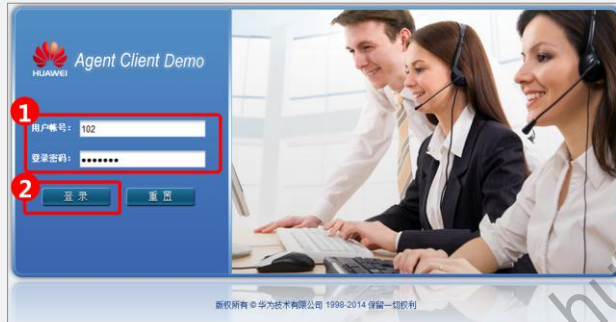 HUAWEI
Agent Client Demo
1
用户帐号: 102
登录密码: •••••••
2
登 录
重 置
版权所有 © 华为技术有限公司 1998-2014 保留一切权利